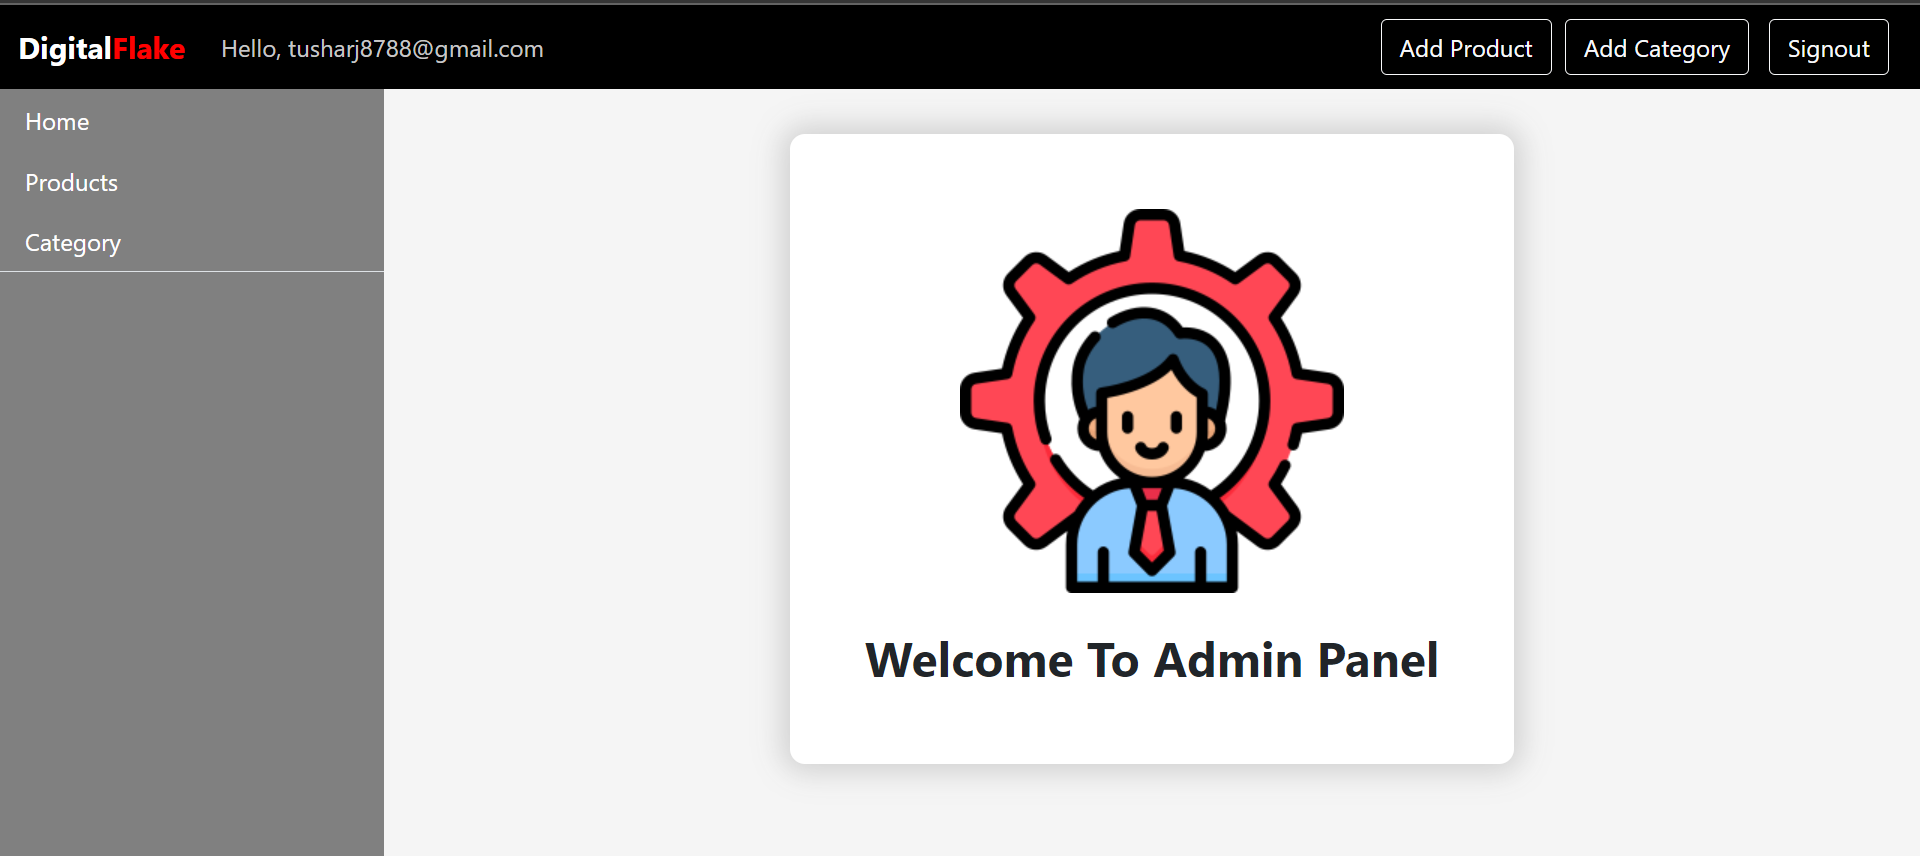 DigitalFlake Hello, tusharj8788@gmail.com Add Product Add Category Signout
Home
Products
Category
Welcome To Admin Panel